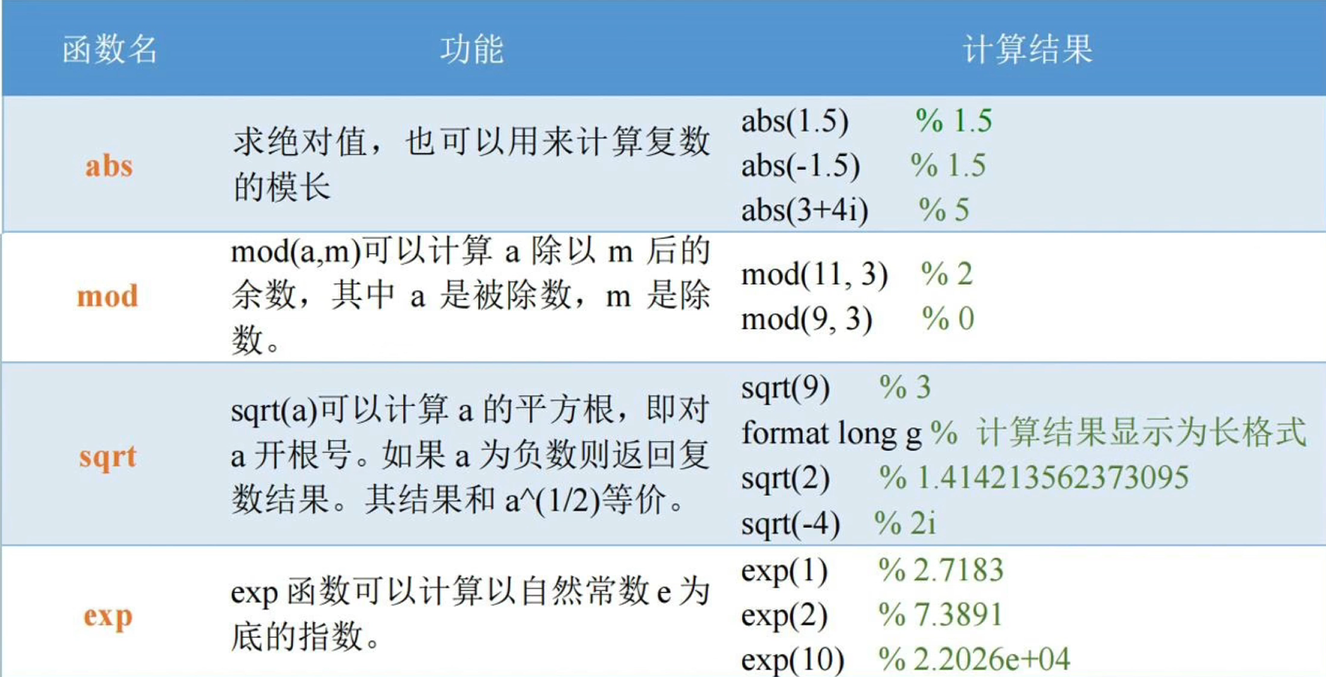 函数名 功能 计算结果
abs
求绝对值，也可以用来计算复数
的模长
abs(1.5) % 1.5
abs(-1.5) % 1.5
abs(3+4i) % 5
mod
mod(a,m)可以计算 a 除以 m 后的
余数，其中 a 是被除数，m 是除
数。
mod(11, 3) % 2
mod(9, 3) % 0
sqrt
sqrt(a)可以计算 a 的平方根，即对
a 开根号。如果 a 为负数则返回复
数结果。其结果和 a^(1/2)等价。
sqrt(9) % 3
format long g % 计算结果显示为长格式
sqrt(2) % 1.414213562373095
sqrt(-4) % 2i
exp
exp 函数可以计算以自然常数 e 为
底的指数。
exp(1) % 2.7183
exp(2) % 7.3891
exp(10) % 2.2026e+04